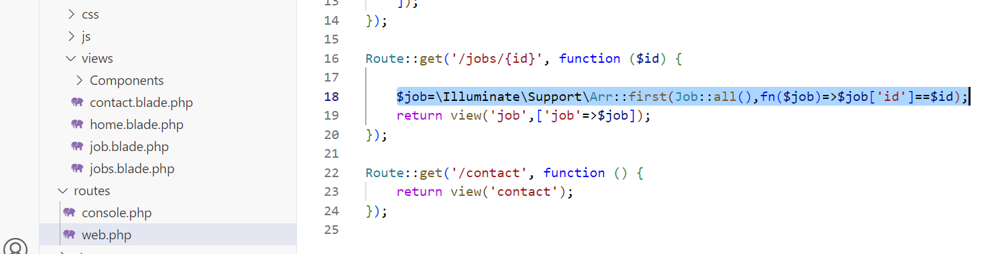 css
js
views
Components
contact.blade.php
home.blade.php
job.blade.php
jobs.blade.php
routes
console.php
web.php
13 ]);
14 });
15
16 Route::get('/jobs/{id}', function ($id) {
17
18 $job=\Illuminate\Support\Arr::first(Job::all(),fn($job)=>$job['id']==$id);
19 return view('job',['job'=>$job]);
20 });
21
22 Route::get('/contact', function () {
23 return view('contact');
24 });
25